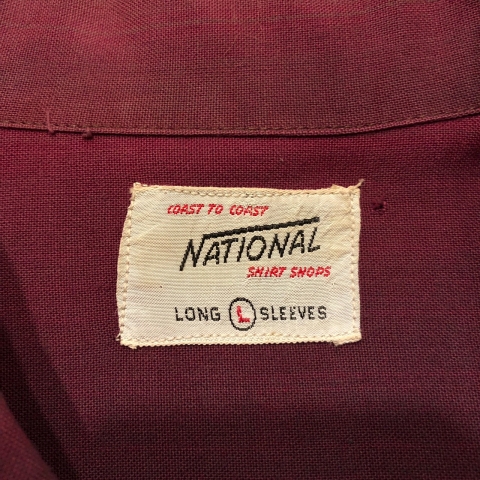 COAST TO COAST
NATIONAL
SHIRT SHOPS
LONG L SLEEVES